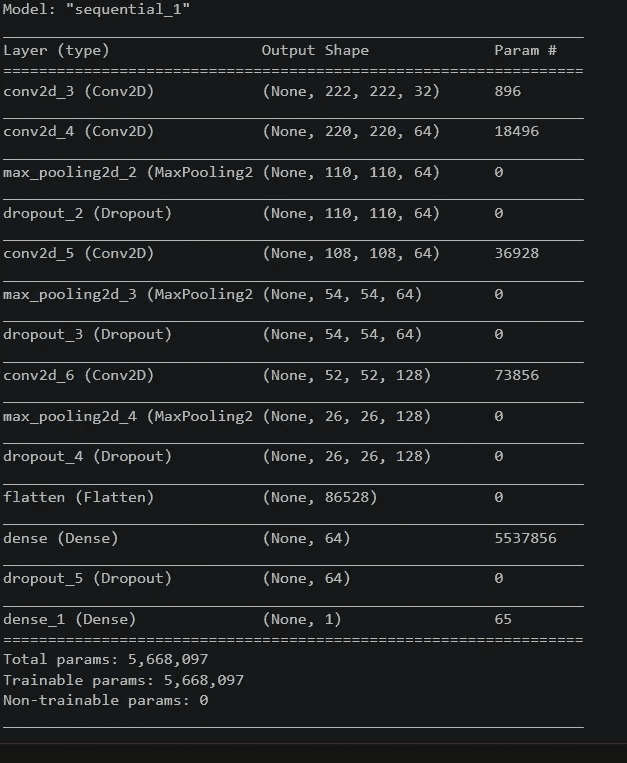 Model: "sequential_1"
Layer (type) Output Shape Param #
conv2d_3 (Conv2D) (None, 222, 222, 32) 896
conv2d_4 (Conv2D) (None, 220, 220, 64) 18496
max_pooling2d_2 (MaxPooling2 (None, 110, 110, 64) 0
dropout_2 (Dropout) (None, 110, 110, 64) 0
conv2d_5 (Conv2D) (None, 108, 108, 64) 36928
max_pooling2d_3 (MaxPooling2 (None, 54, 54, 64) 0
dropout_3 (Dropout) (None, 54, 54, 64) 0
conv2d_6 (Conv2D) (None, 52, 52, 128) 73856
max_pooling2d_4 (MaxPooling2 (None, 26, 26, 128) 0
dropout_4 (Dropout) (None, 26, 26, 128) 0
flatten (Flatten) (None, 86528) 0
dense (Dense) (None, 64) 5537856
dropout_5 (Dropout) (None, 64) 0
dense_1 (Dense) (None, 1) 65
Total params: 5,668,097
Trainable params: 5,668,097
Non-trainable params: 0